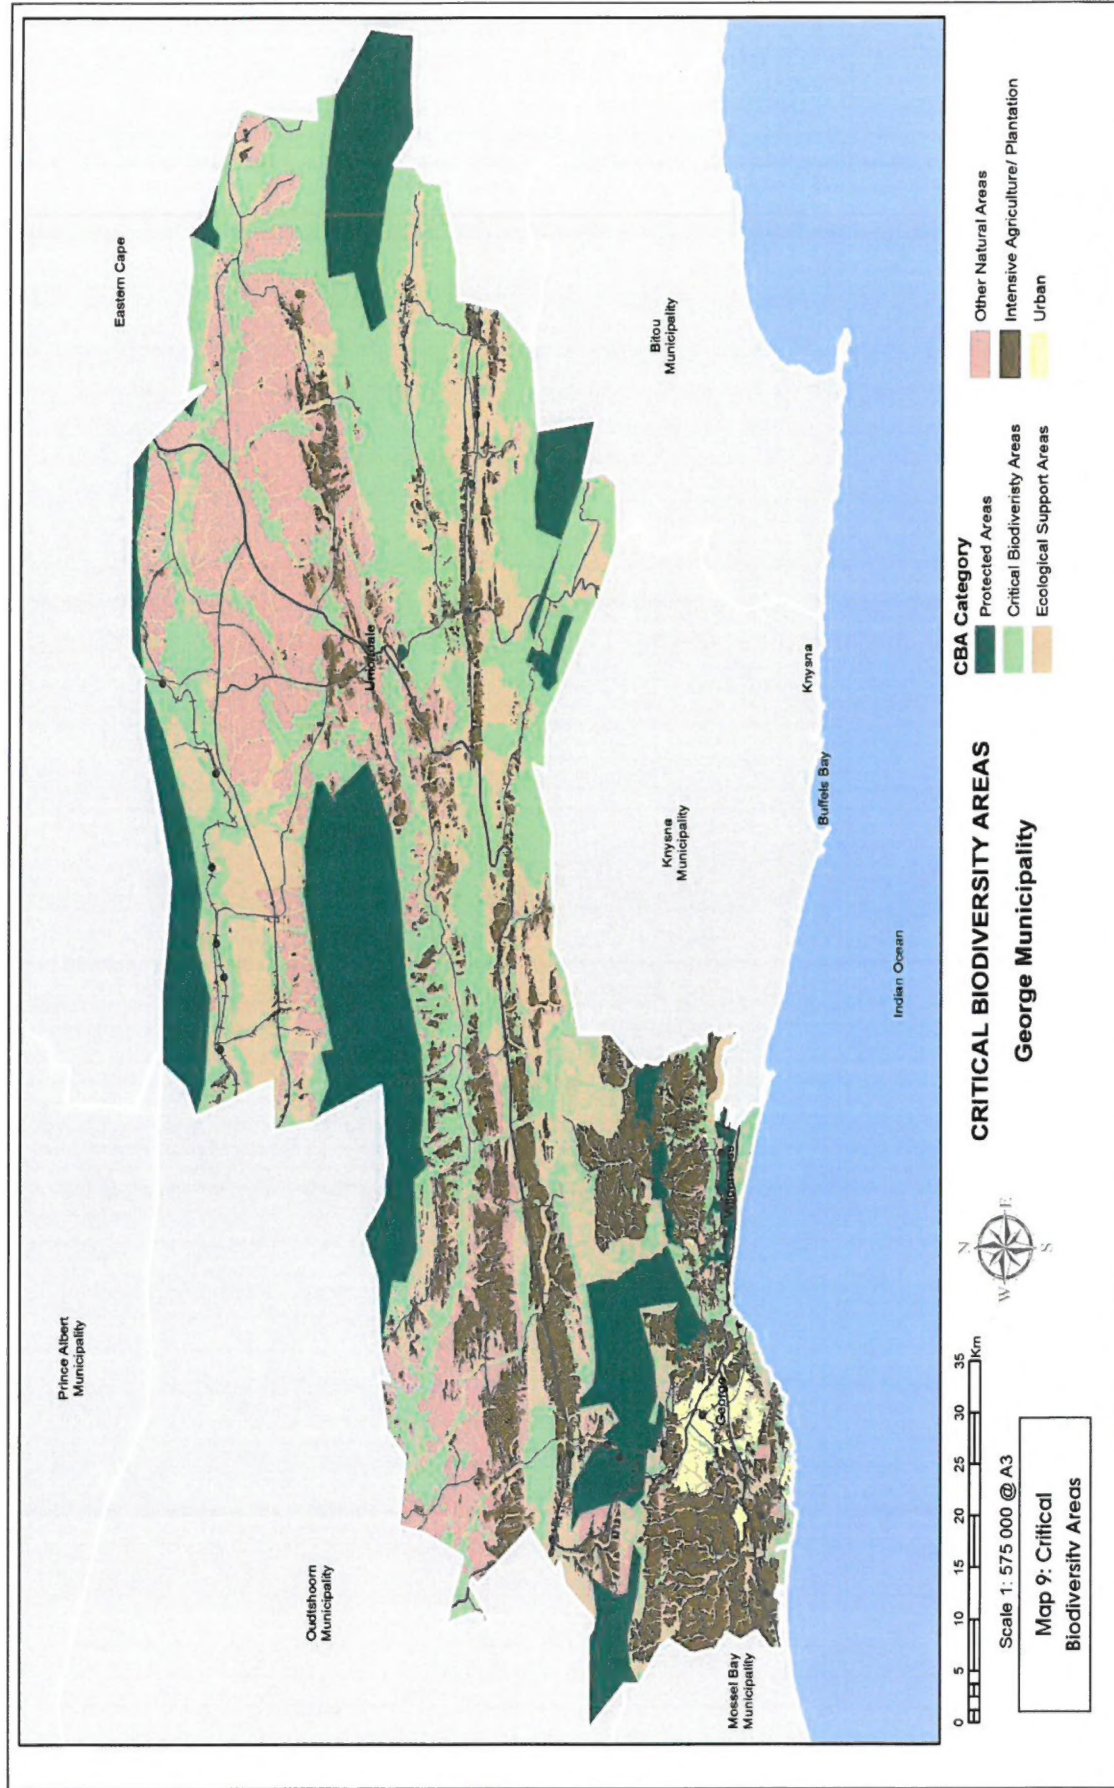 Prince Albert
Municipality
Eastern Cape
Oudtshoorn
Municipality
Uniondale
Bitou
Municipality
Knysna
Municipality
George
Wilderness
Mossel Bay
Municipality
Buffels Bay
Knysna
Indian Ocean
0 5 10 15 20 25 30 35
Km
Scale 1: 575 000 @ A3
Map 9: Critical
Biodiversity Areas
N
W E
S
CRITICAL BIODIVERSITY AREAS
George Municipality
CBA Category
Protected Areas
Critical Biodiveristy Areas
Ecological Support Areas
Other Natural Areas
Intensive Agriculture/ Plantation
Urban